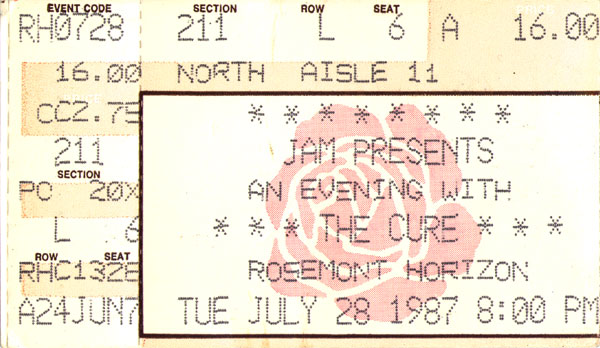 EVENT CODE SECTION ROW SEAT
RH0728 211 L 6 A 16.00
16.00 NORTH AISLE 11
CC2.75 * * * * * * * *
211 JAM PRESENTS
SECTION
PC 20X AN EVENING WITH
L 6 * * * THE CURE * * *
ROW SEAT
RHC132E ROSEMONT HORIZON
A24JUN7 TUE JULY 28 1987 8:00 PM